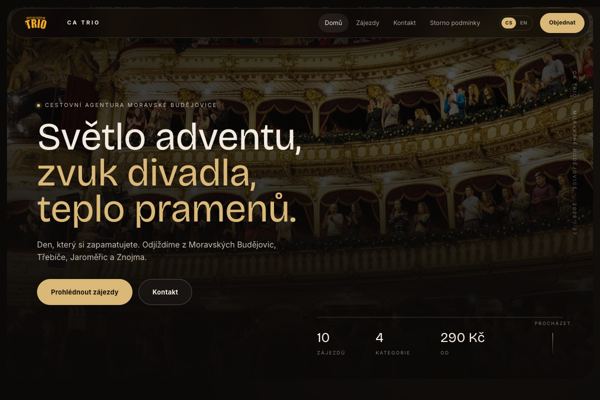 TRIO
CA TRIO
Domů
Zájezdy
Kontakt
Storno podmínky
CS
EN
Objednat
CESTOVNÍ AGENTURA MORAVSKÉ BUDĚJOVICE
Světlo adventu,
zvuk divadla,
teplo pramenů.
Den, který si zapamatujete. Odjíždíme z Moravských Budějovic,
Třebíče, Jaroměřic a Znojma.
Prohlédnout zájezdy
Kontakt
PROCHÁZET
10
ZÁJEZDŮ
4
KATEGORIE
290 Kč
OD